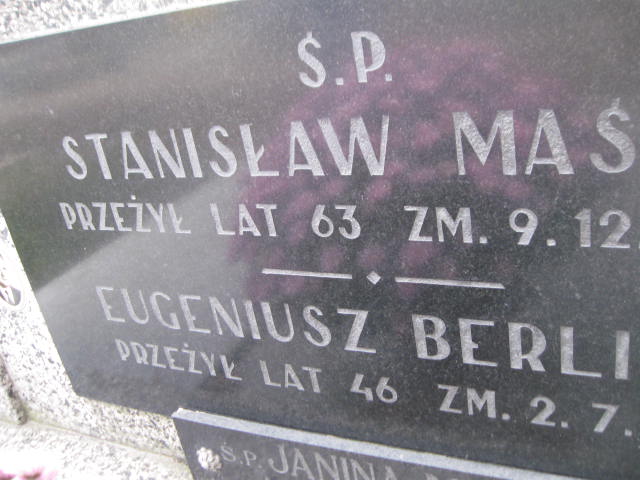 Ś.P.
STANISŁAW MAŚ
PRZEŻYŁ LAT 63 ZM. 9.12
EUGENIUSZ BERLI
PRZEŻYŁ LAT 46 ZM. 2.7.
Ś.P. JANINA